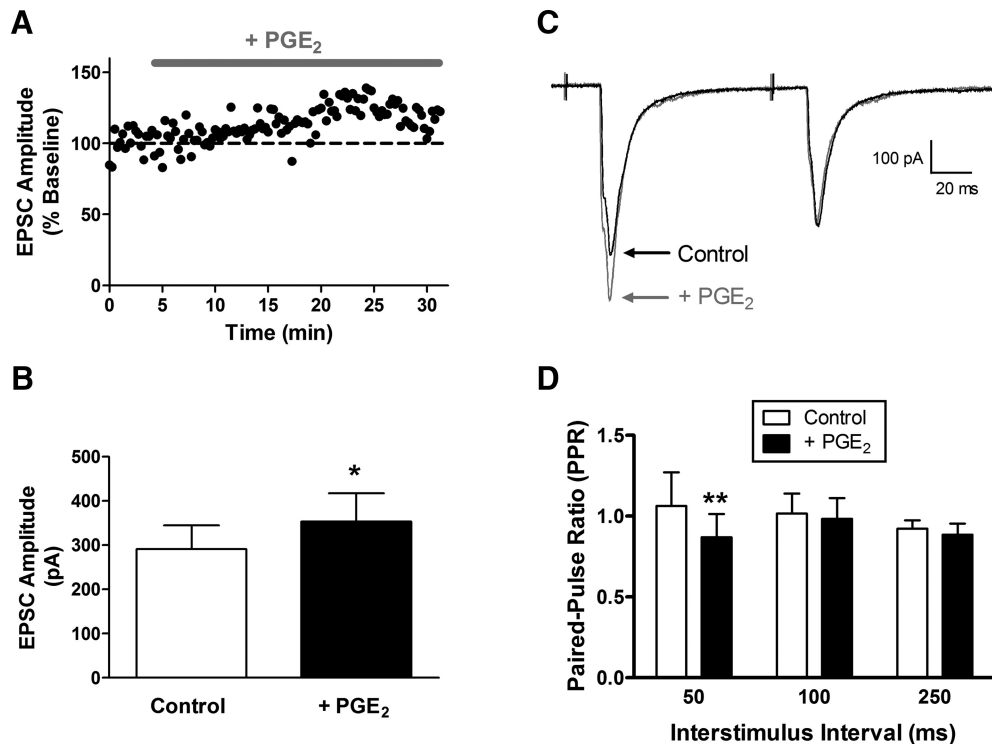 A
+ PGE2
EPSC Amplitude
(% Baseline)
150
100
50
0
0 5 10 15 20 25 30
Time (min)
B
EPSC Amplitude
(pA)
500
400
300
200
100
0
*
Control + PGE2
C
100 pA
20 ms
Control
+ PGE2
D
Paired-Pulse Ratio (PPR)
1.5
1.0
0.5
0.0
Control
+ PGE2
**
50 100 250
Interstimulus Interval (ms)